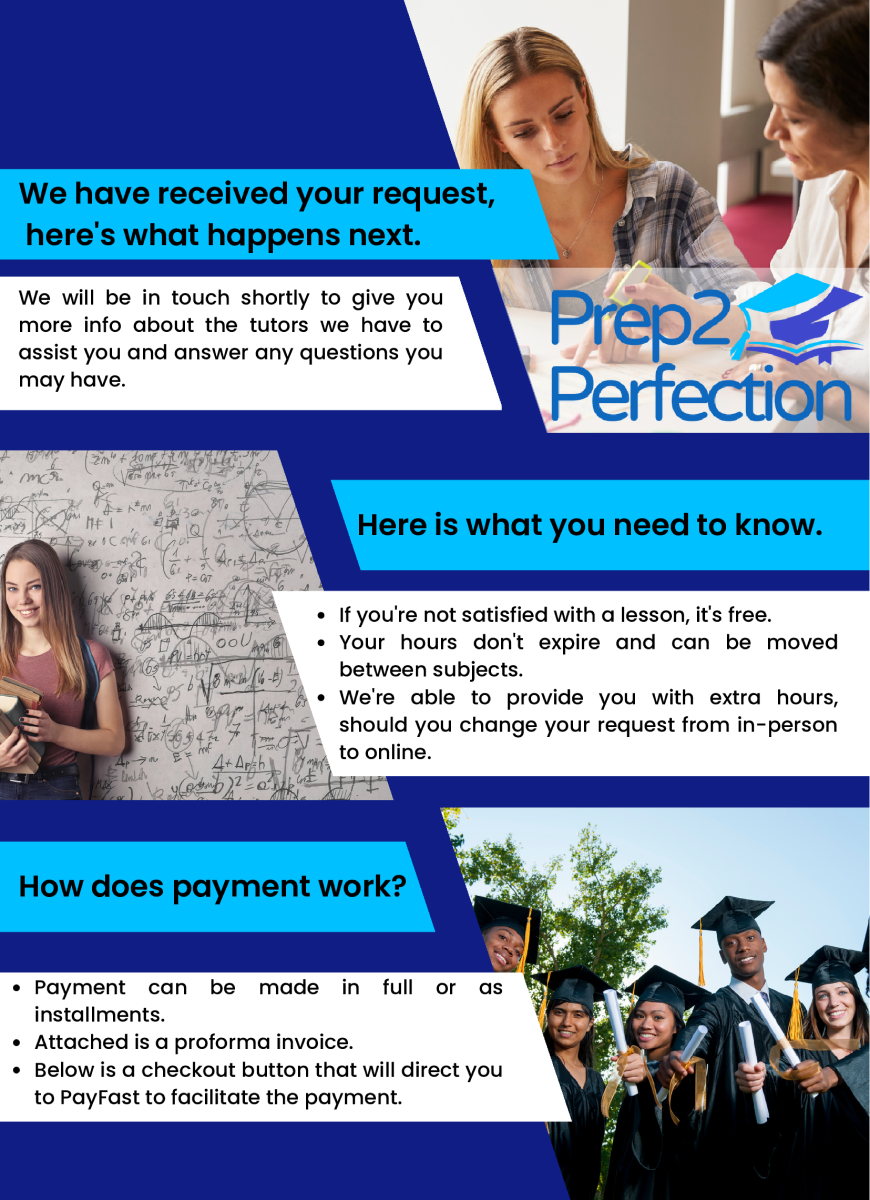 We have received your request,
here's what happens next.
We will be in touch shortly to give you
more info about the tutors we have to
assist you and answer any questions you
may have.
Prep2
Perfection
Here is what you need to know.
• If you're not satisfied with a lesson, it's free.
• Your hours don't expire and can be moved
between subjects.
• We're able to provide you with extra hours,
should you change your request from in-person
to online.
How does payment work?
• Payment can be made in full or as
installments.
• Attached is a proforma invoice.
• Below is a checkout button that will direct you
to PayFast to facilitate the payment.